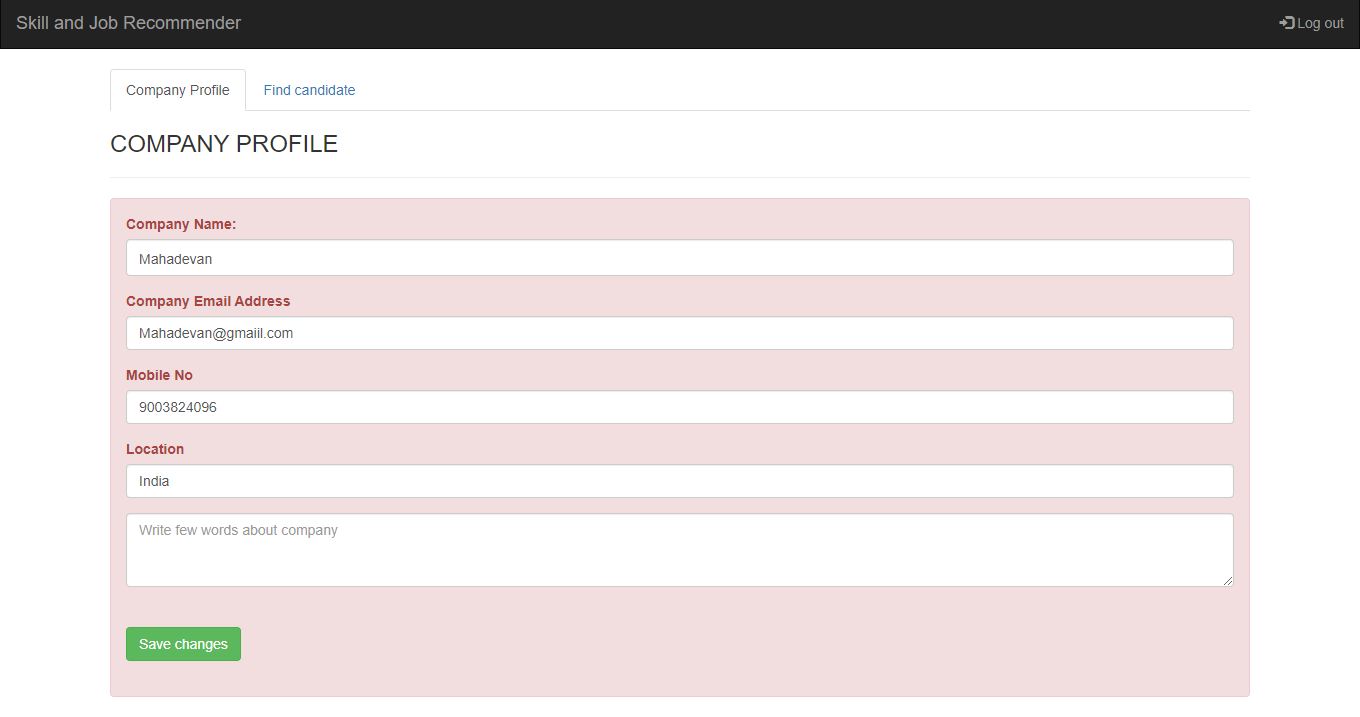 Skill and Job Recommender
Log out
Company Profile
Find candidate
COMPANY PROFILE
Company Name:
Mahadevan
Company Email Address
Mahadevan@gmaiil.com
Mobile No
9003824096
Location
India
Write few words about company
Save changes